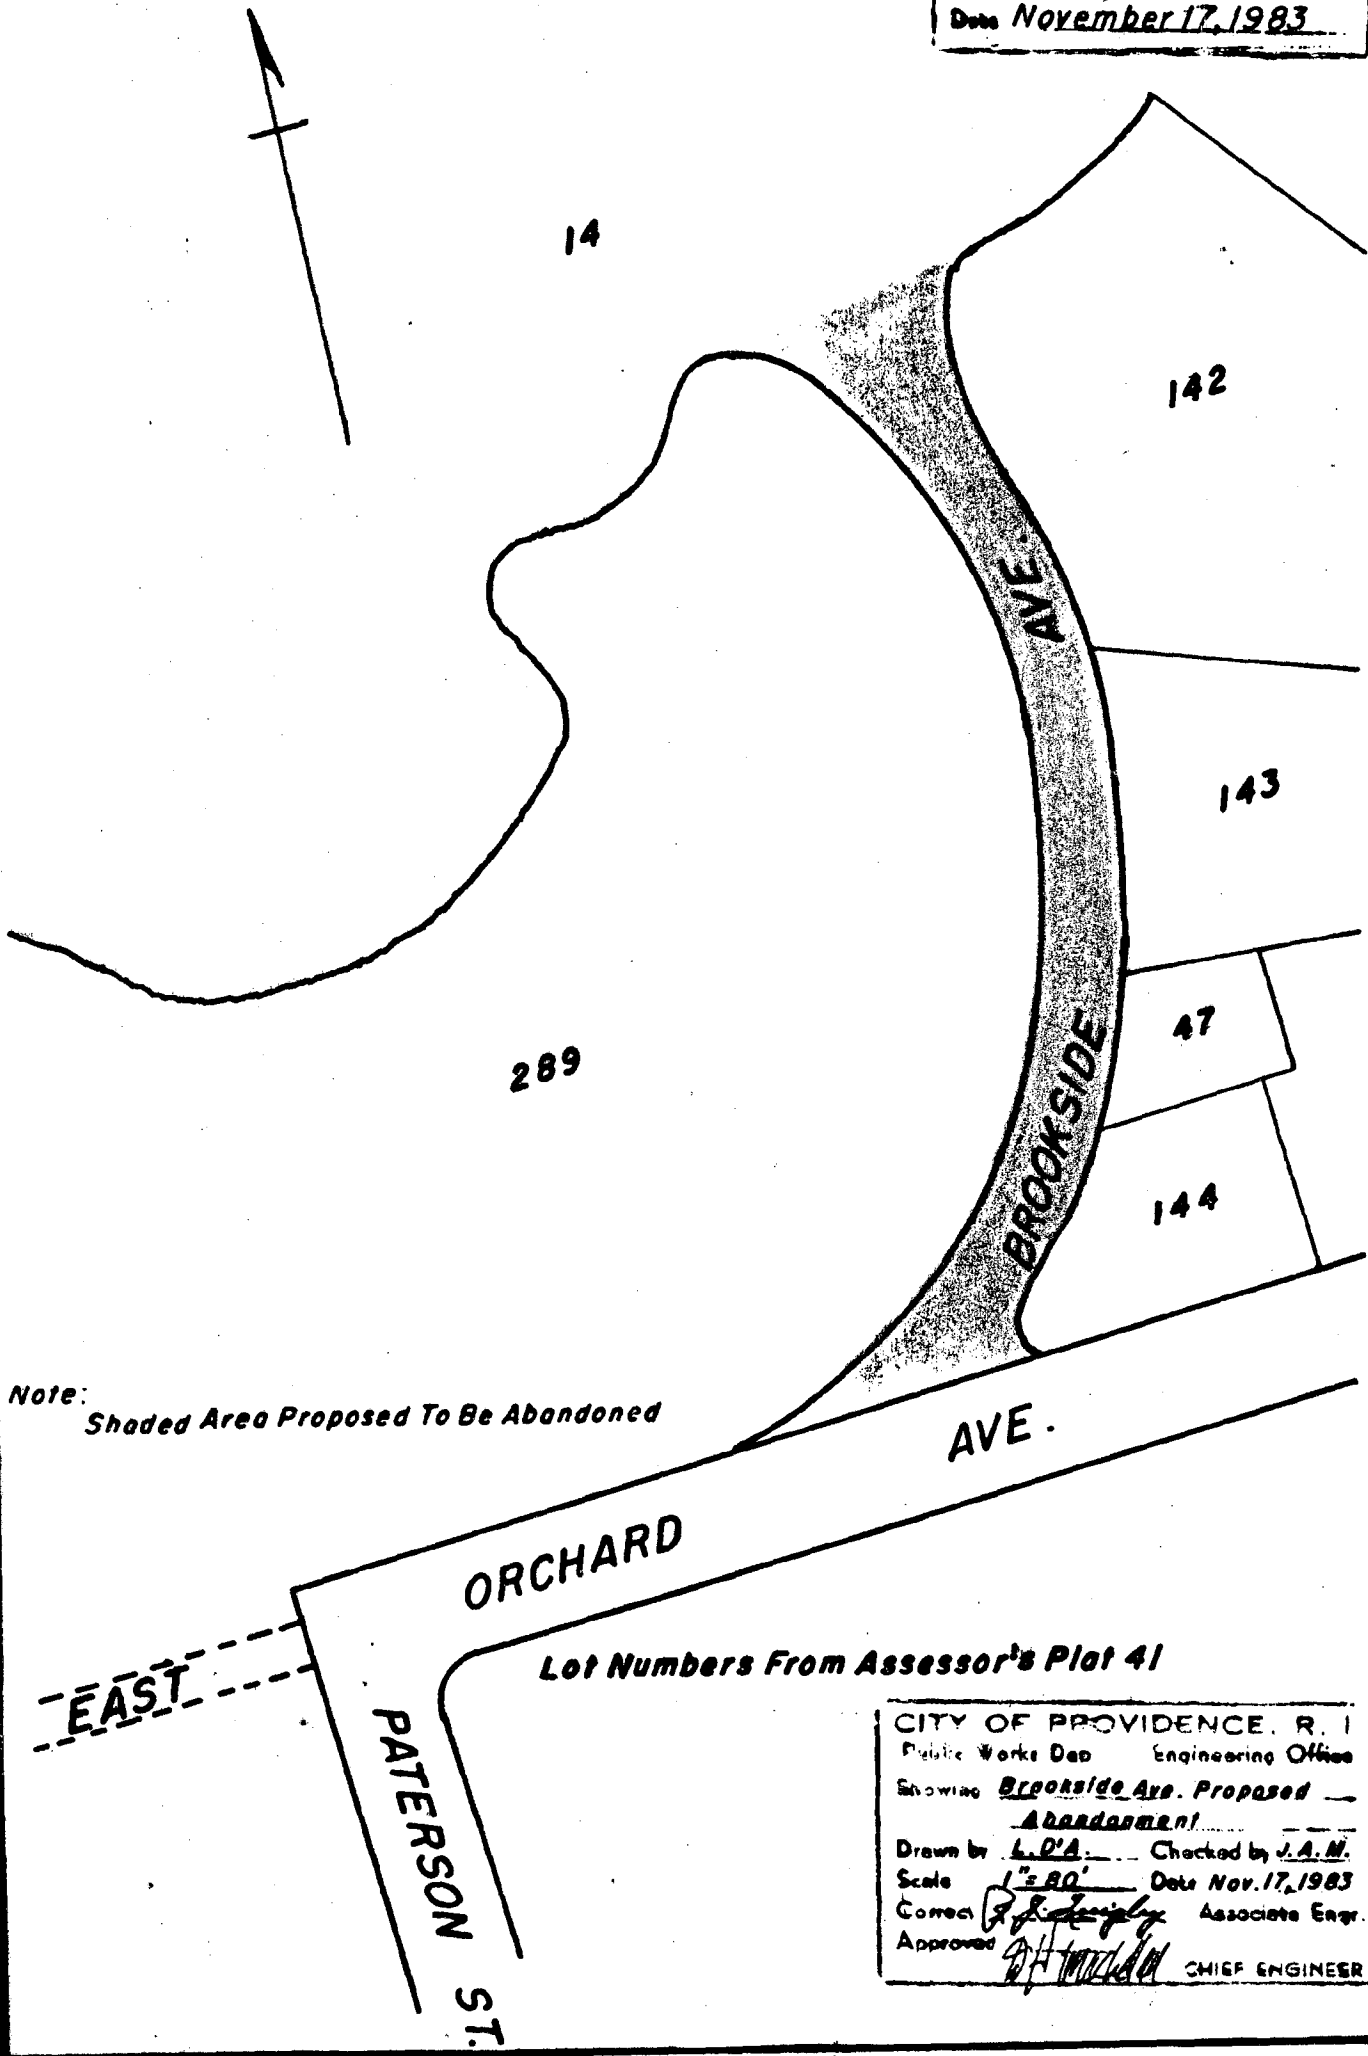 Date November 17, 1983
14
142
AVE.
143
47
289
BROOKSIDE
144
Note:
Shaded Area Proposed To Be Abandoned
AVE.
ORCHARD
Lot Numbers From Assessor's Plat 41
EAST
PATERSON ST.
CITY OF PROVIDENCE, R. I
Public Works Dep Engineering Office
Showing Brookside Ave. Proposed
Abandonment
Drawn by L.D'A. Checked by J.A.M.
Scale 1"=80' Date Nov. 17, 1983
Correct Associate Engr.
Approved CHIEF ENGINEER